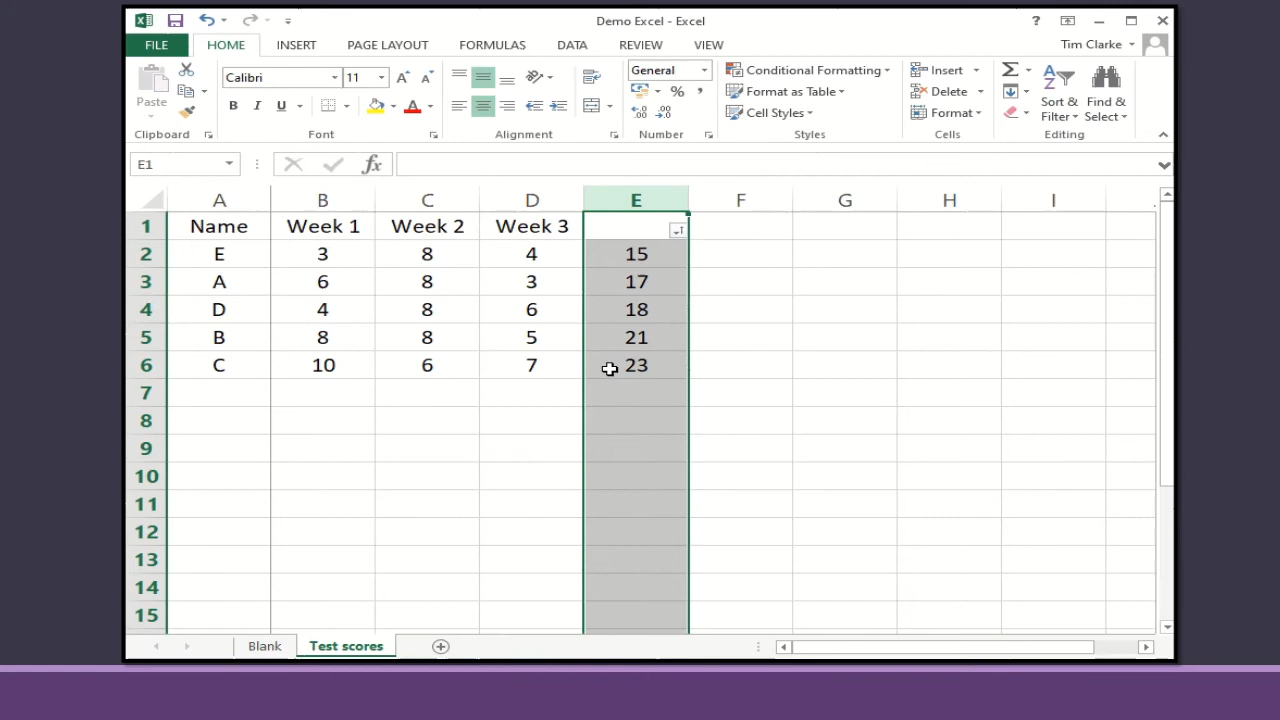 Demo Excel - Excel
?
FILE HOME INSERT PAGE LAYOUT FORMULAS DATA REVIEW VIEW Tim Clarke
Paste
Calibri 11
B I U A
General
% ,
Conditional Formatting
Format as Table
Cell Styles
Insert
Delete
Format
Sort & Filter
Find & Select
Clipboard Font Alignment Number Styles Cells Editing
E1 fx
A B C D E F G H I
1 Name Week 1 Week 2 Week 3
2 E 3 8 4 15
3 A 6 8 3 17
4 D 4 8 6 18
5 B 8 8 5 21
6 C 10 6 7 23
7
8
9
10
11
12
13
14
15
Blank Test scores